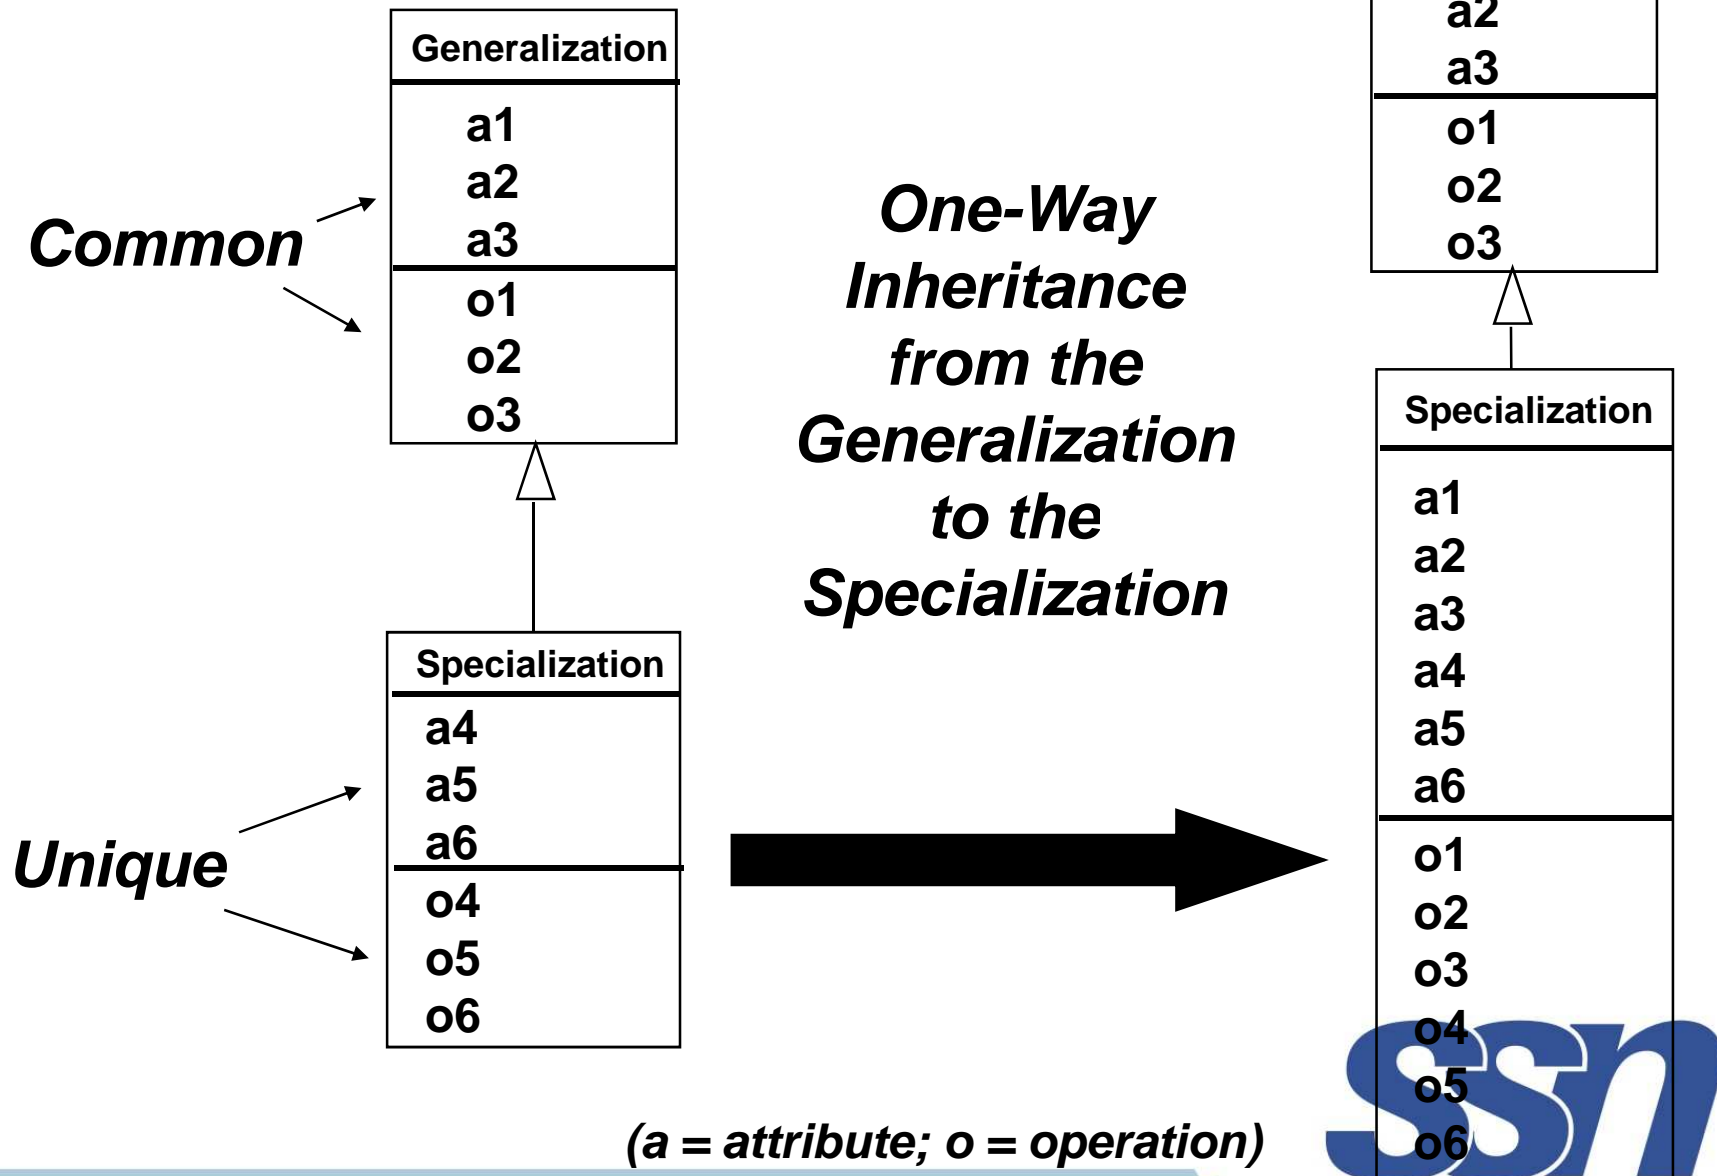 Generalization
a1
a2
a3
o1
o2
o3
Common
Specialization
a4
a5
a6
o4
o5
o6
Unique
One-Way
Inheritance
from the
Generalization
to the
Specialization
a2
a3
o1
o2
o3
Specialization
a1
a2
a3
a4
a5
a6
o1
o2
o3
o4
o5
o6
(a = attribute; o = operation)
ssn